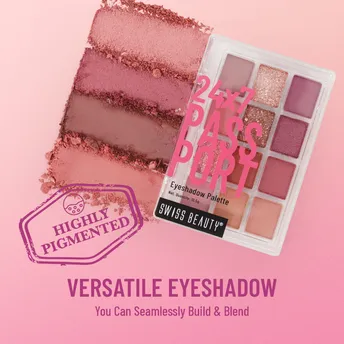 24x7
PASS
PORT
Eyeshadow Palette
SWISS BEAUTY®
HIGHLY
PIGMENTED
VERSATILE EYESHADOW
You Can Seamlessly Build & Blend